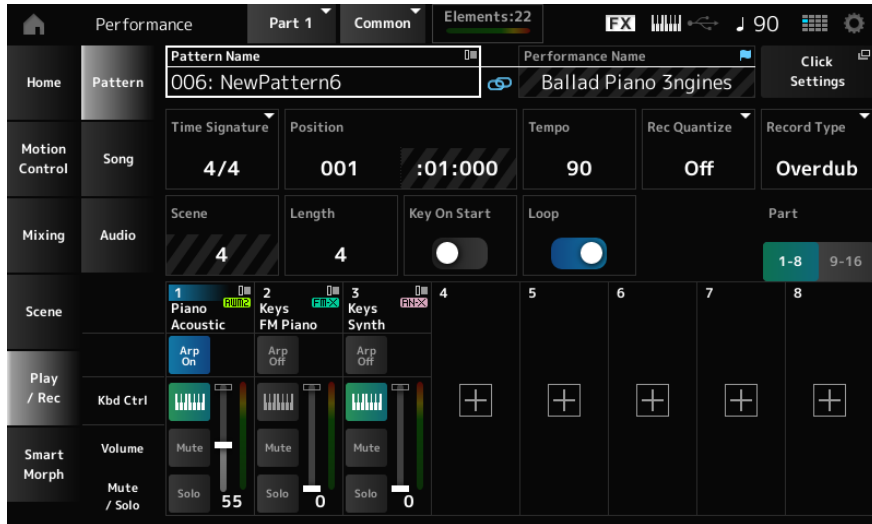 Performance
Part 1
Common
Elements:22
FX
90
Home
Pattern
Pattern Name
006: NewPattern6
Performance Name
Ballad Piano 3ngines
Click
Settings
Motion
Control
Song
Time Signature
4/4
Position
001
:01:000
Tempo
90
Rec Quantize
Off
Record Type
Overdub
Mixing
Audio
Scene
4
Length
4
Key On Start
Loop
Part
1-8
9-16
Scene
1
Piano
Acoustic
AWM2
2
Keys
FM Piano
FM-X
3
Keys
Synth
AN-X
4
5
6
7
8
Arp
On
Arp
Off
Arp
Off
Play
/ Rec
Kbd Ctrl
Smart
Morph
Volume
Mute
Mute
Mute
Mute
/ Solo
Solo
55
Solo
0
Solo
0